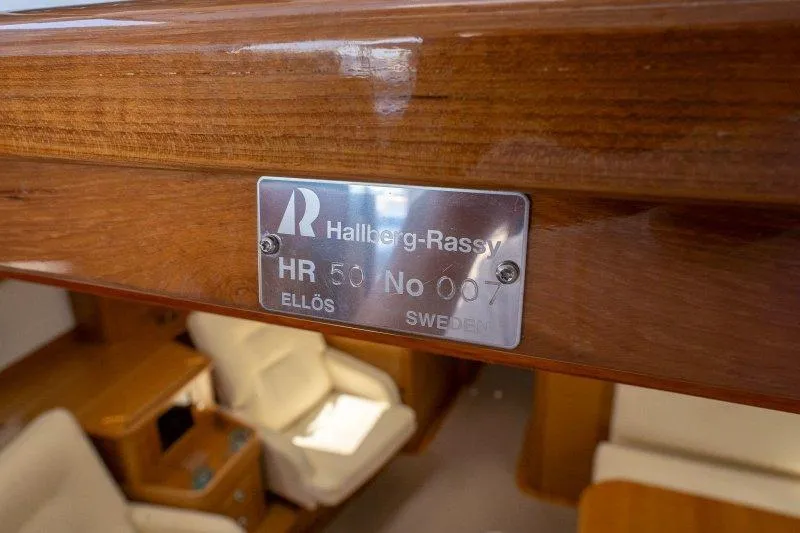 Hallberg-Rassy
HR 50 No 007
ELLÖS SWEDEN